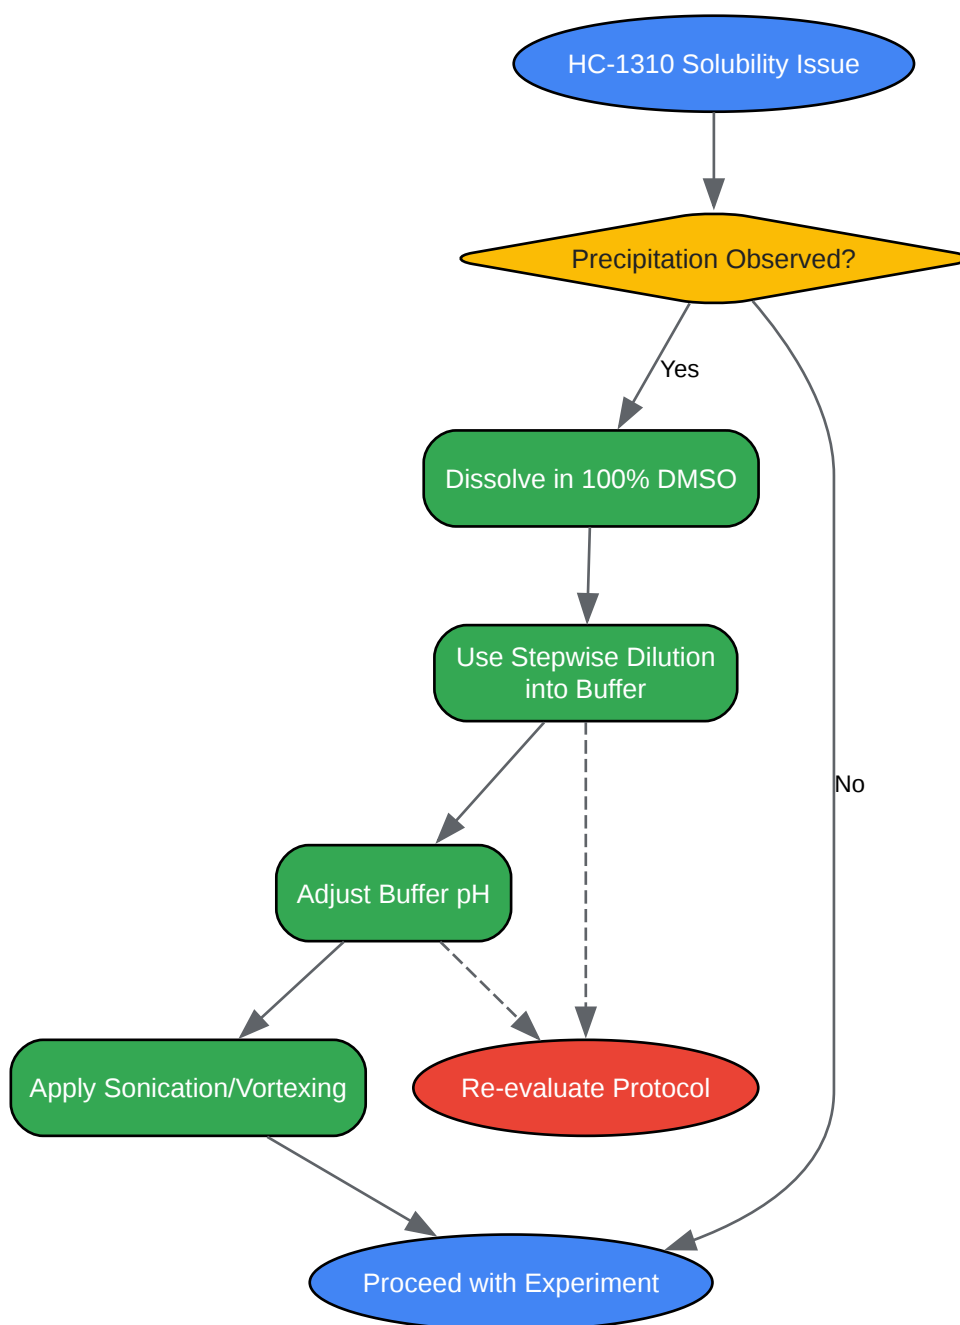 HC-1310 Solubility Issue
Precipitation Observed?
Yes
Dissolve in 100% DMSO
Use Stepwise Dilution
into Buffer
No
Adjust Buffer pH
Apply Sonication/Vortexing
Re-evaluate Protocol
Proceed with Experiment